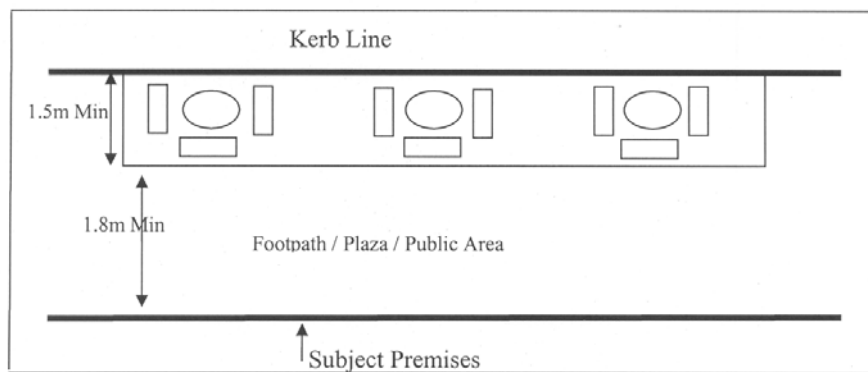 Kerb Line
1.5m Min
1.8m Min
Footpath / Plaza / Public Area
Subject Premises